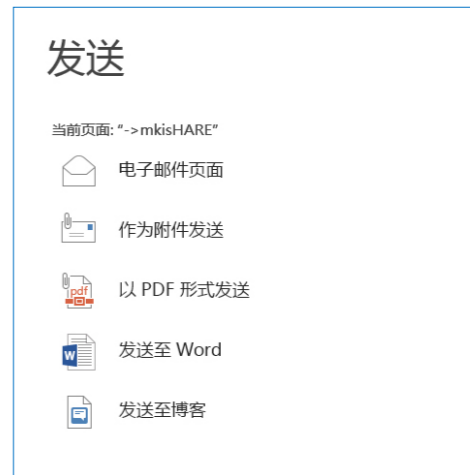 发送
当前页面: “->mkisHARE”
电子邮件页面
作为附件发送
pdf
以 PDF 形式发送
W
发送至 Word
发送至博客